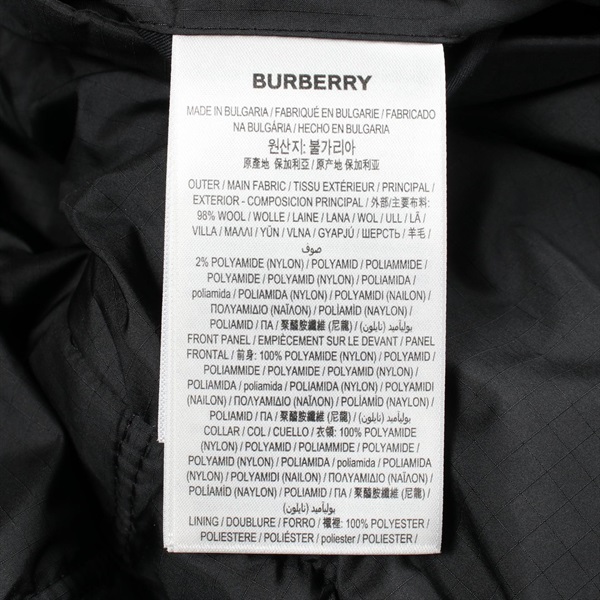 BURBERRY
MADE IN BULGARIA / FABRIQUÉ EN BULGARIE / FABRICADO
NA BULGÁRIA / HECHO EN BULGARIA
원산지: 불가리아
原產地 保加利亞 / 原产地 保加利亚
OUTER / MAIN FABRIC / TISSU EXTÉRIEUR / PRINCIPAL /
EXTERIOR - COMPOSICION PRINCIPAL / 外部/主要布料:
98% WOOL / WOLLE / LAINE / LANA / WOL / ULL / LÃ /
VILLA / ΜΑΛΛΙ / YÜN / VLNA / GYAPJÚ / ШЕРСТЬ / 羊毛 /
صوف
2% POLYAMIDE (NYLON) / POLYAMID / POLIAMMIDE /
POLYAMIDE / POLYAMID / POLIAMIDA /
poliamida / POLIAMIDA (NYLON) / POLYAMIDI (NAILON) /
ΠΟΛΥΑΜΙΔΙΟ (ΝΑΪΛΟΝ) / POLİAMİD (NAYLON) /
POLIAMID / ПА / 聚醯胺纖維 (尼龍) / بوليأميد (نايلون)
FRONT PANEL / EMPIÈCEMENT SUR LE DEVANT / PANEL
FRONTAL / 前身: 100% POLYAMIDE (NYLON) / POLYAMID /
POLIAMMIDE / POLYAMIDE / POLYAMID /
POLIAMIDA / poliamida / POLIAMIDA (NYLON) / POLYAMIDI
(NAILON) / ΠΟΛΥΑΜΙΔΙΟ (ΝΑΪΛΟΝ) / POLİAMİD (NAYLON) /
POLIAMID / ПА / 聚醯胺纖維 (尼龍) / بوليأميد (نايلون)
COLLAR / COL / CUELLO / 衣領: 100% POLYAMIDE
(NYLON) / POLYAMID / POLIAMMIDE / POLYAMIDE /
POLYAMID / POLIAMIDA / poliamida / POLIAMIDA
(NYLON) / POLYAMIDI (NAILON) / ΠΟΛΥΑΜΙΔΙΟ (ΝΑΪΛΟΝ) /
POLİAMİD (NAYLON) / POLIAMID / ПА / 聚醯胺纖維 (尼龍) /
بوليأميد (نايلون)
LINING / DOUBLURE / FORRO / 襯裡: 100% POLYESTER /
POLIESTERE / POLIÉSTER / poliester / POLYESTER /